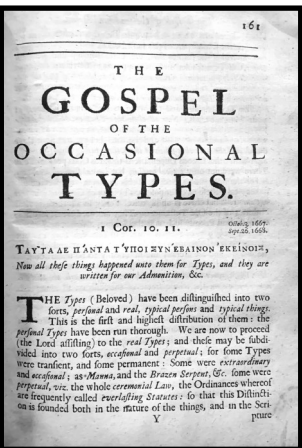 161
THE
GOSPEL
OF THE
OCCASIONAL
TYPES.
1 Cor. 10. 11.
1667.
Sept. 26. 1668.
ΤΑΥ͂ΤΑ ΔΕ ΠΆΝΤΑ ΤΎΠΟΙ ΣΥΝΈΒΑΙΝΟΝ ἘΚΕΊΝΟΙΣ,
Now all theſe things happened unto them for Types, and they are
written for our Admonition, &c.
THE Types (Beloved) have been diſtinguiſhed into two
ſorts, perſonal and real, typical perſons and typical things.
This is the firſt and higheſt diſtribution of them: the
perſonal Types have been run thorough. We are now to proceed
(the Lord aſſiſting) to the real Types; and theſe may be ſubdi-
vided into two ſorts, occaſional and perpetual; for ſome Types
were tranſient, and ſome permanent: Some were extraordinary
and occaſional; as Manna, and the Brazen Serpent, &c. ſome were
perpetual, viz. the whole ceremonial Law, the Ordinances whereof
are frequently called everlaſting Statutes: ſo that this Diſtincti-
on is founded both in the nature of the things, and in the Scri-
Y pture